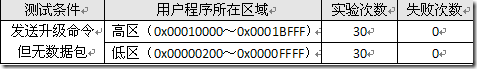 测试条件 用户程序所在区域 实验次数 失败次数
发送升级命令 高区（0x00010000～0x0001BFFF） 30 0
但无数据包 低区（0x00000200～0x0000FFFF） 30 0